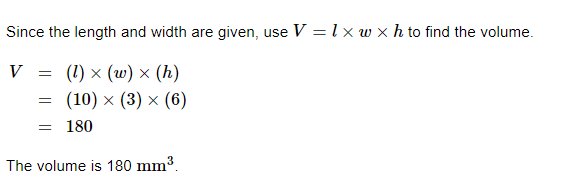 Since the length and width are given, use V = l × w × h to find the volume.
V = (l) × (w) × (h)
= (10) × (3) × (6)
= 180
The volume is 180 mm³.